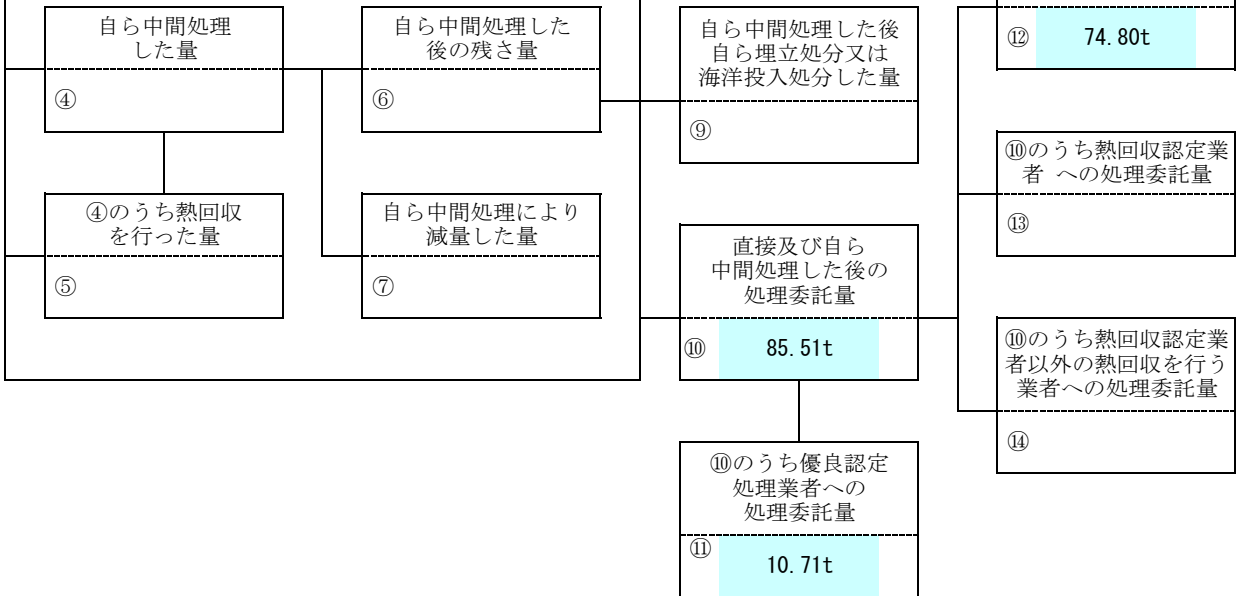 自ら中間処理
した量
④
自ら中間処理した
後の残さ量
⑥
自ら中間処理した後
自ら埋立処分又は
海洋投入処分した量
⑨
⑫
74.80t
④のうち熱回収
を行った量
⑤
自ら中間処理により
減量した量
⑦
直接及び自ら
中間処理した後の
処理委託量
⑩
85.51t
⑩のうち熱回収認定業
者 への処理委託量
⑬
⑩のうち熱回収認定業
者以外の熱回収を行う
業者への処理委託量
⑭
⑩のうち優良認定
処理業者への
処理委託量
⑪
10.71t